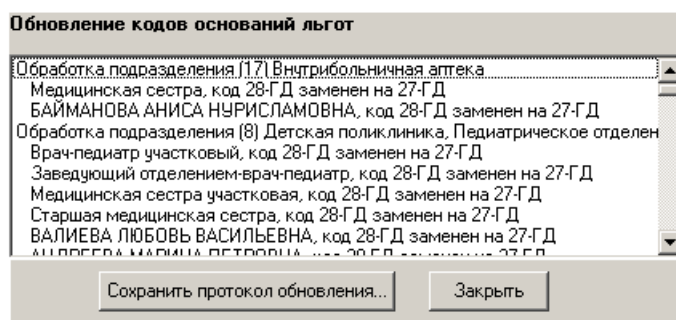 Обновление кодов оснований льгот
Обработка подразделения (17) Внутрибольничная аптека
Медицинская сестра, код 28-ГД заменен на 27-ГД
БАЙМАНОВА АНИСА НУРИСЛАМОВНА, код 28-ГД заменен на 27-ГД
Обработка подразделения (8) Детская поликлиника, Педиатрическое отделен
Врач-педиатр участковый, код 28-ГД заменен на 27-ГД
Заведующий отделением-врач-педиатр, код 28-ГД заменен на 27-ГД
Медицинская сестра участковая, код 28-ГД заменен на 27-ГД
Старшая медицинская сестра, код 28-ГД заменен на 27-ГД
ВАЛИЕВА ЛЮБОВЬ ВАСИЛЬЕВНА, код 28-ГД заменен на 27-ГД
Сохранить протокол обновления... Закрыть